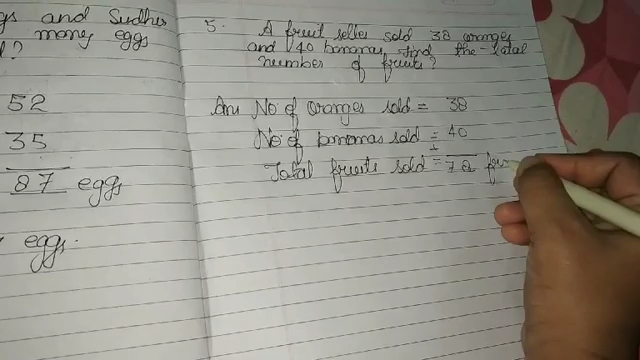 gs and Sudhir
many eggs
?
52
35
87 eggs
eggs.
5. A fruit seller sold 38 oranges
and 40 bananas, find the total
number of fruits?
Ans No of oranges sold = 38
No of bananas sold = 40
+
Total fruits sold = 78